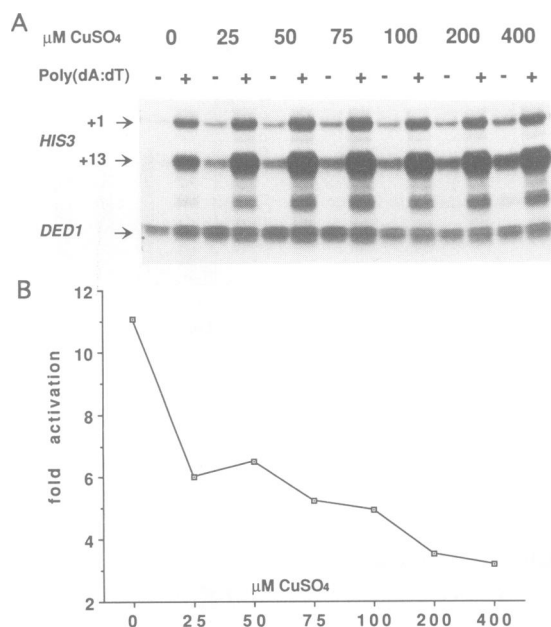 A
μM CuSO₄ 0 25 50 75 100 200 400
Poly(dA:dT) - + - + - + - + - + - + - +
+1 →
HIS3
+13 →
DED1 →
B
12
10
8
6
4
2
fold activation
μM CuSO₄
0 25 50 75 100 200 400